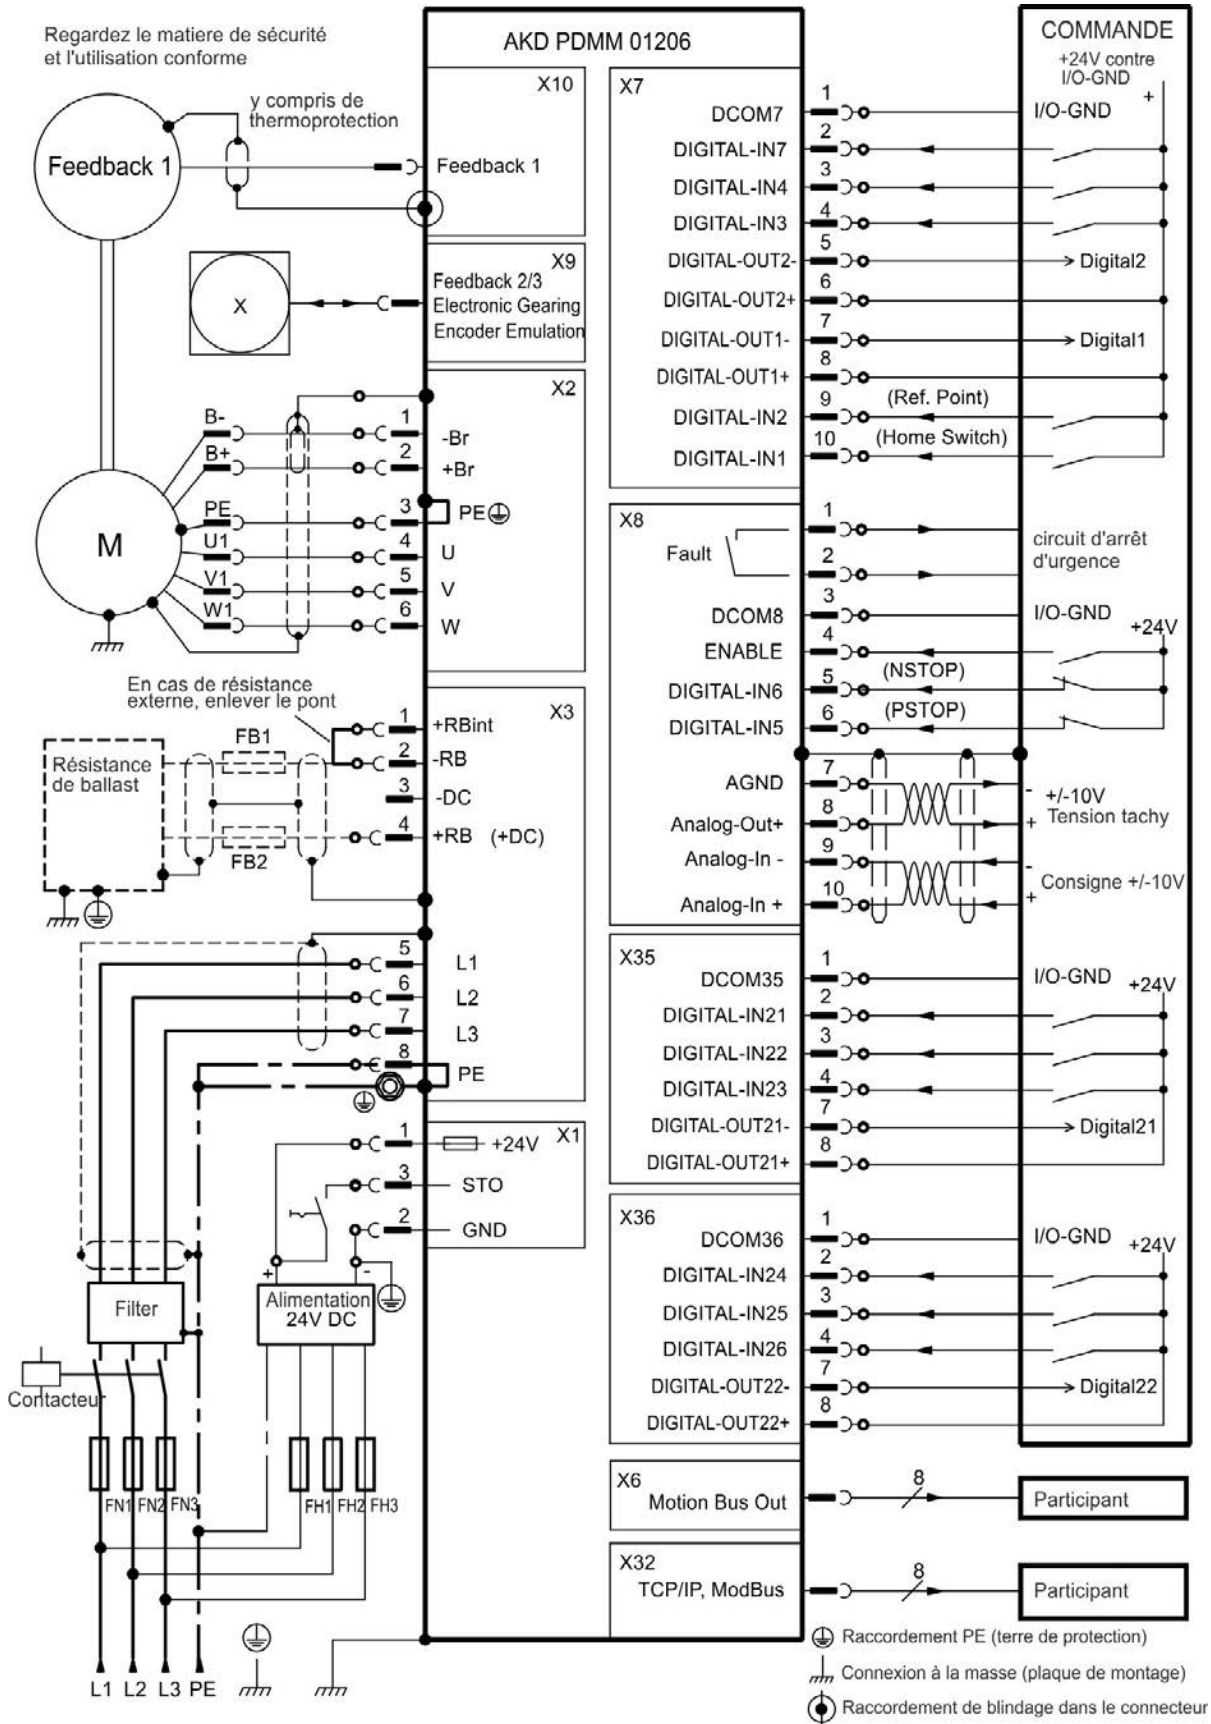 Regardez le matiere de sécurité
et l'utilisation conforme
AKD PDMM 01206
COMMANDE
+24V contre
I/O-GND
+
y compris de
thermoprotection
Feedback 1
X10
Feedback 1
X
X9
Feedback 2/3
Electronic Gearing
Encoder Emulation
X2
B- 1 -Br
B+ 2 +Br
PE 3 PE
U1 4 U
V1 5 V
W1 6 W
M
En cas de résistance
externe, enlever le pont
X3
Résistance
de ballast
FB1
FB2
1 +RBint
2 -RB
3 -DC
4 +RB (+DC)
5 L1
6 L2
7 L3
8 PE
X1
1 +24V
3 STO
2 GND
+ -
Alimentation
24V DC
Filter
Contacteur
FN1 FN2 FN3 FH1 FH2 FH3
L1 L2 L3 PE
X7
DCOM7 1 I/O-GND
DIGITAL-IN7 2
DIGITAL-IN4 3
DIGITAL-IN3 4
DIGITAL-OUT2- 5 Digital2
DIGITAL-OUT2+ 6
DIGITAL-OUT1- 7 Digital1
DIGITAL-OUT1+ 8
DIGITAL-IN2 9 (Ref. Point)
DIGITAL-IN1 10 (Home Switch)
X8
Fault 1
2
circuit d'arrêt
d'urgence
DCOM8 3 I/O-GND
+24V
ENABLE 4
DIGITAL-IN6 5 (NSTOP)
DIGITAL-IN5 6 (PSTOP)
AGND 7 -
+/-10V
Tension tachy
Analog-Out+ 8 +
Analog-In - 9 -
Consigne +/-10V
Analog-In + 10 +
X35
DCOM35 1 I/O-GND
+24V
DIGITAL-IN21 2
DIGITAL-IN22 3
DIGITAL-IN23 4
DIGITAL-OUT21- 7 Digital21
DIGITAL-OUT21+ 8
X36
DCOM36 1 I/O-GND
+24V
DIGITAL-IN24 2
DIGITAL-IN25 3
DIGITAL-IN26 4
DIGITAL-OUT22- 7 Digital22
DIGITAL-OUT22+ 8
X6
Motion Bus Out 8 Participant
X32
TCP/IP, ModBus 8 Participant
Raccordement PE (terre de protection)
Connexion à la masse (plaque de montage)
Raccordement de blindage dans le connecteur